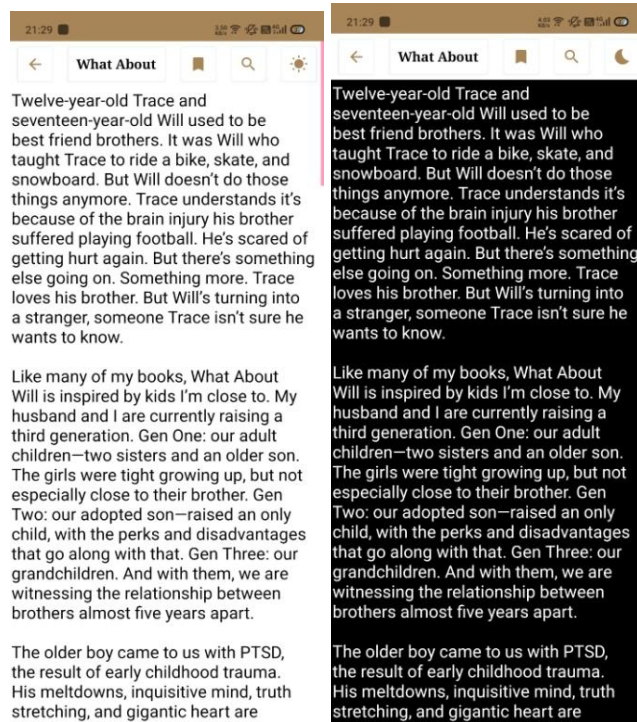 21:29
3.50 KB/s
What About
Twelve-year-old Trace and
seventeen-year-old Will used to be
best friend brothers. It was Will who
taught Trace to ride a bike, skate, and
snowboard. But Will doesn’t do those
things anymore. Trace understands it’s
because of the brain injury his brother
suffered playing football. He’s scared of
getting hurt again. But there’s something
else going on. Something more. Trace
loves his brother. But Will’s turning into
a stranger, someone Trace isn’t sure he
wants to know.
Like many of my books, What About
Will is inspired by kids I’m close to. My
husband and I are currently raising a
third generation. Gen One: our adult
children—two sisters and an older son.
The girls were tight growing up, but not
especially close to their brother. Gen
Two: our adopted son—raised an only
child, with the perks and disadvantages
that go along with that. Gen Three: our
grandchildren. And with them, we are
witnessing the relationship between
brothers almost five years apart.
The older boy came to us with PTSD,
the result of early childhood trauma.
His meltdowns, inquisitive mind, truth
stretching, and gigantic heart are
21:29
4.03 KB/s
What About
Twelve-year-old Trace and
seventeen-year-old Will used to be
best friend brothers. It was Will who
taught Trace to ride a bike, skate, and
snowboard. But Will doesn’t do those
things anymore. Trace understands it’s
because of the brain injury his brother
suffered playing football. He’s scared of
getting hurt again. But there’s something
else going on. Something more. Trace
loves his brother. But Will’s turning into
a stranger, someone Trace isn’t sure he
wants to know.
Like many of my books, What About
Will is inspired by kids I’m close to. My
husband and I are currently raising a
third generation. Gen One: our adult
children—two sisters and an older son.
The girls were tight growing up, but not
especially close to their brother. Gen
Two: our adopted son—raised an only
child, with the perks and disadvantages
that go along with that. Gen Three: our
grandchildren. And with them, we are
witnessing the relationship between
brothers almost five years apart.
The older boy came to us with PTSD,
the result of early childhood trauma.
His meltdowns, inquisitive mind, truth
stretching, and gigantic heart are